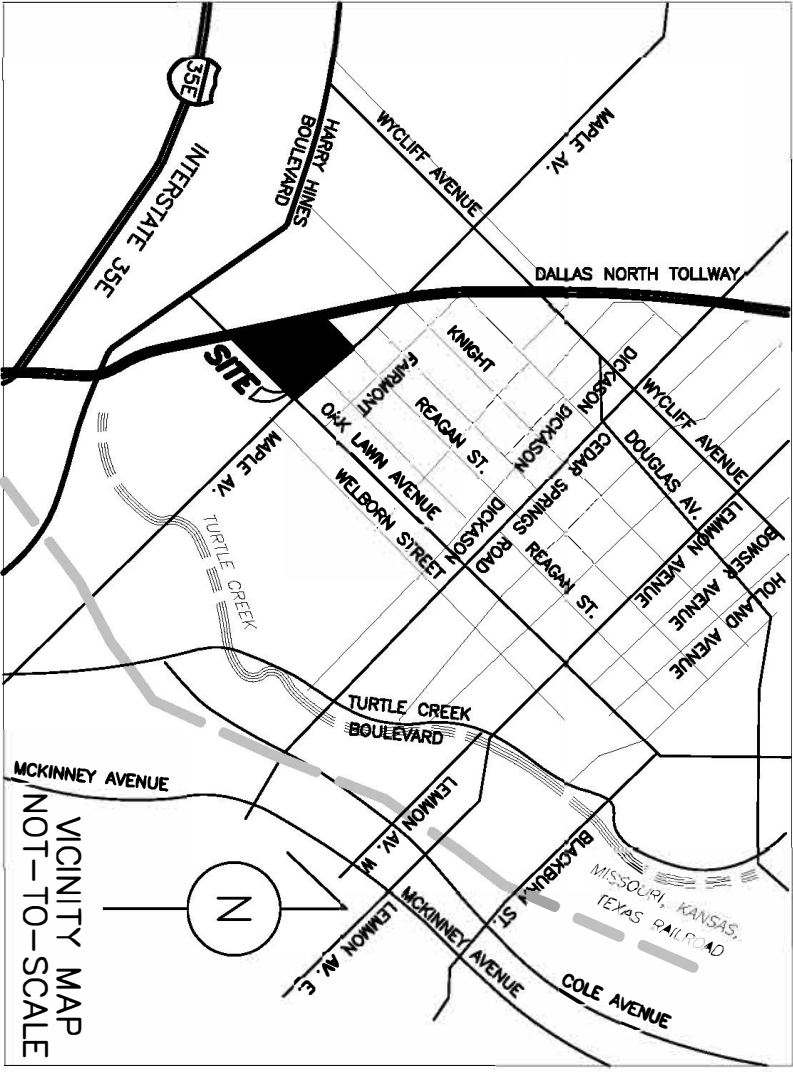 35E
INTERSTATE 35E
HARRY HINES
BOULEVARD
WYCLIFF AVENUE
MAPLE AV.
DALLAS NORTH TOLLWAY
SITE
KNIGHT
FAIRMONT
REAGAN ST.
OAK LAWN AVENUE
WELBORN STREET
MAPLE AV.
DICKASON
DICKASON
DICKASON
CEDAR SPRINGS
ROAD
REAGAN ST.
WYCLIFF AVENUE
DOUGLAS AV.
LEMMON AVENUE
BOWSER AVENUE
HOLLAND AVENUE
TURTLE CREEK
TURTLE CREEK
BOULEVARD
MCKINNEY AVENUE
LEMMON AV. W.
LEMMON AV. E.
MCKINNEY AVENUE
BLACKBURN ST.
MISSOURI, KANSAS,
TEXAS RAILROAD
COLE AVENUE
N
VICINITY MAP
NOT-TO-SCALE